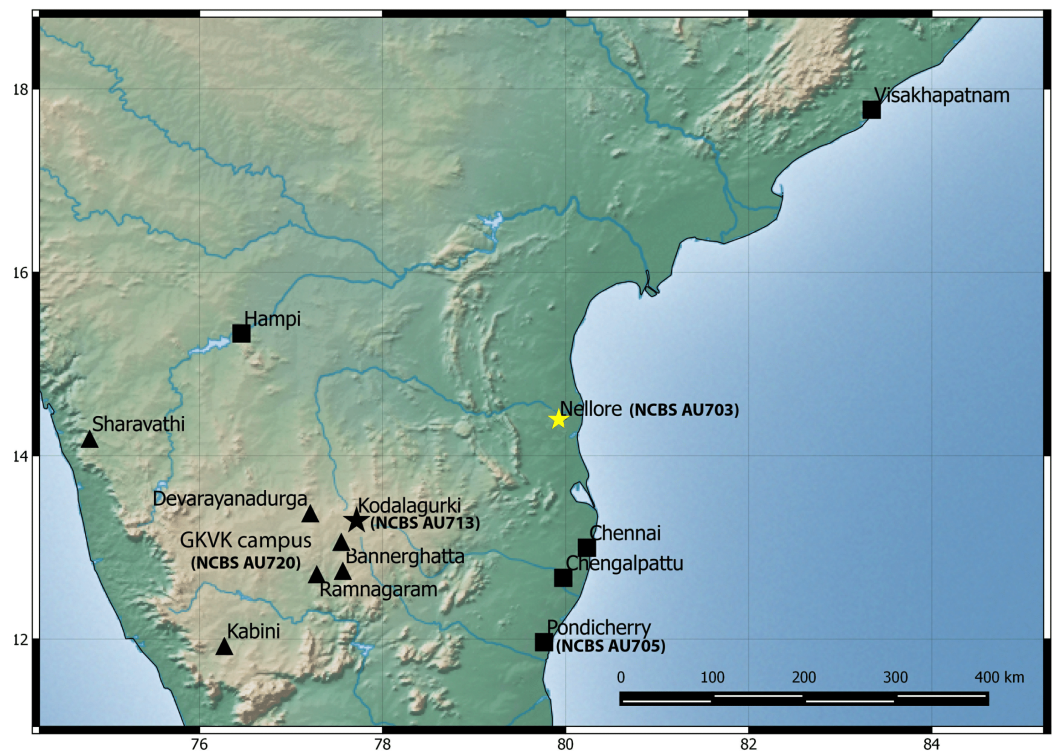 18
Visakhapatnam
16
Hampi
Nellore (NCBS AU703)
Sharavathi
14
Devarayanadurga
Kodalagurki
(NCBS AU713)
GKVK campus
(NCBS AU720)
Chennai
Bannerghatta
Chengalpattu
Ramnagaram
Kabini
Pondicherry
(NCBS AU705)
12
0 100 200 300 400 km
76 78 80 82 84